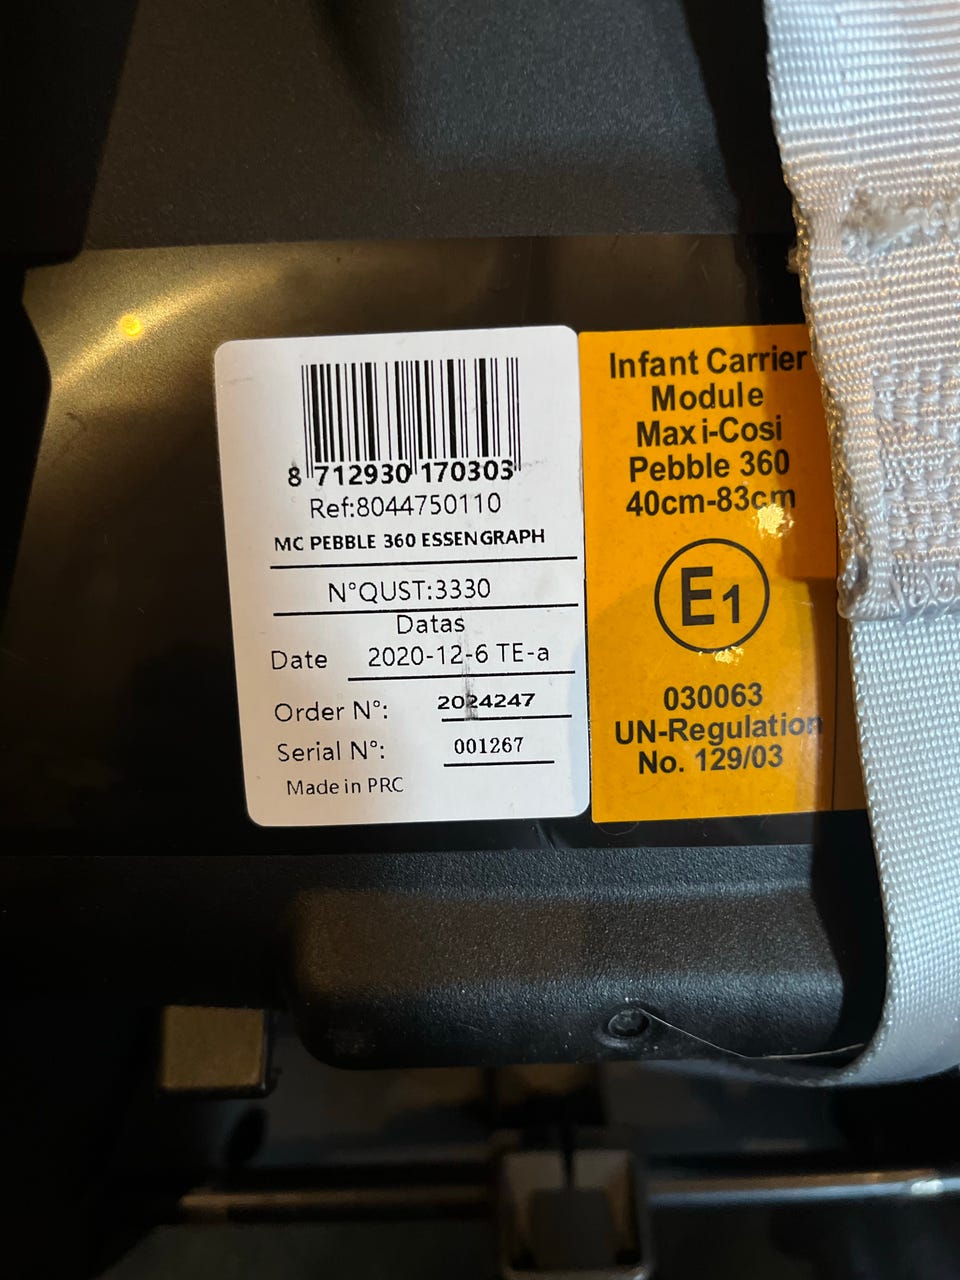 8 712930 170303
Ref:8044750110
MC PEBBLE 360 ESSENGRAPH
N°QUST:3330
Datas
Date 2020-12-6 TE-a
Order N°: 2024247
Serial N°: 001267
Made in PRC
Infant Carrier
Module
Maxi-Cosi
Pebble 360
40cm-83cm
E1
030063
UN-Regulation
No. 129/03